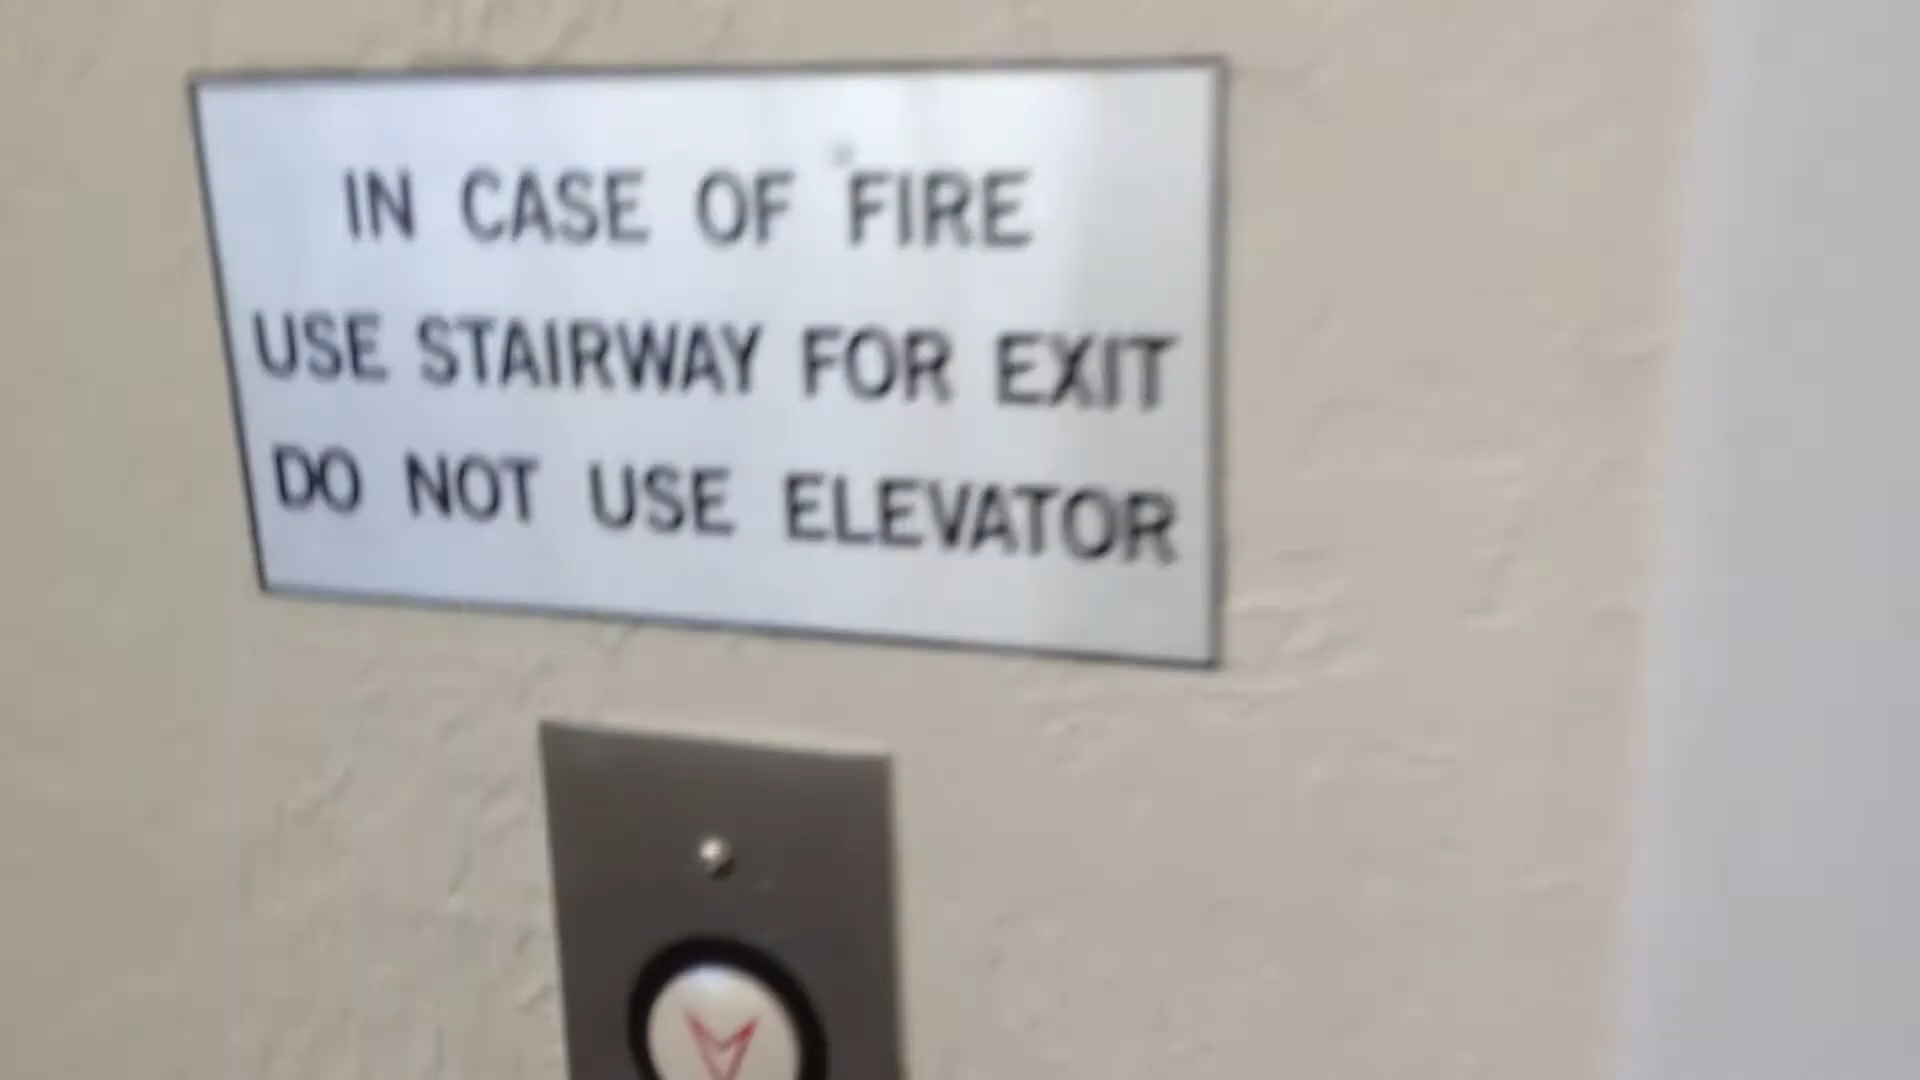 IN CASE OF FIRE
USE STAIRWAY FOR EXIT
DO NOT USE ELEVATOR